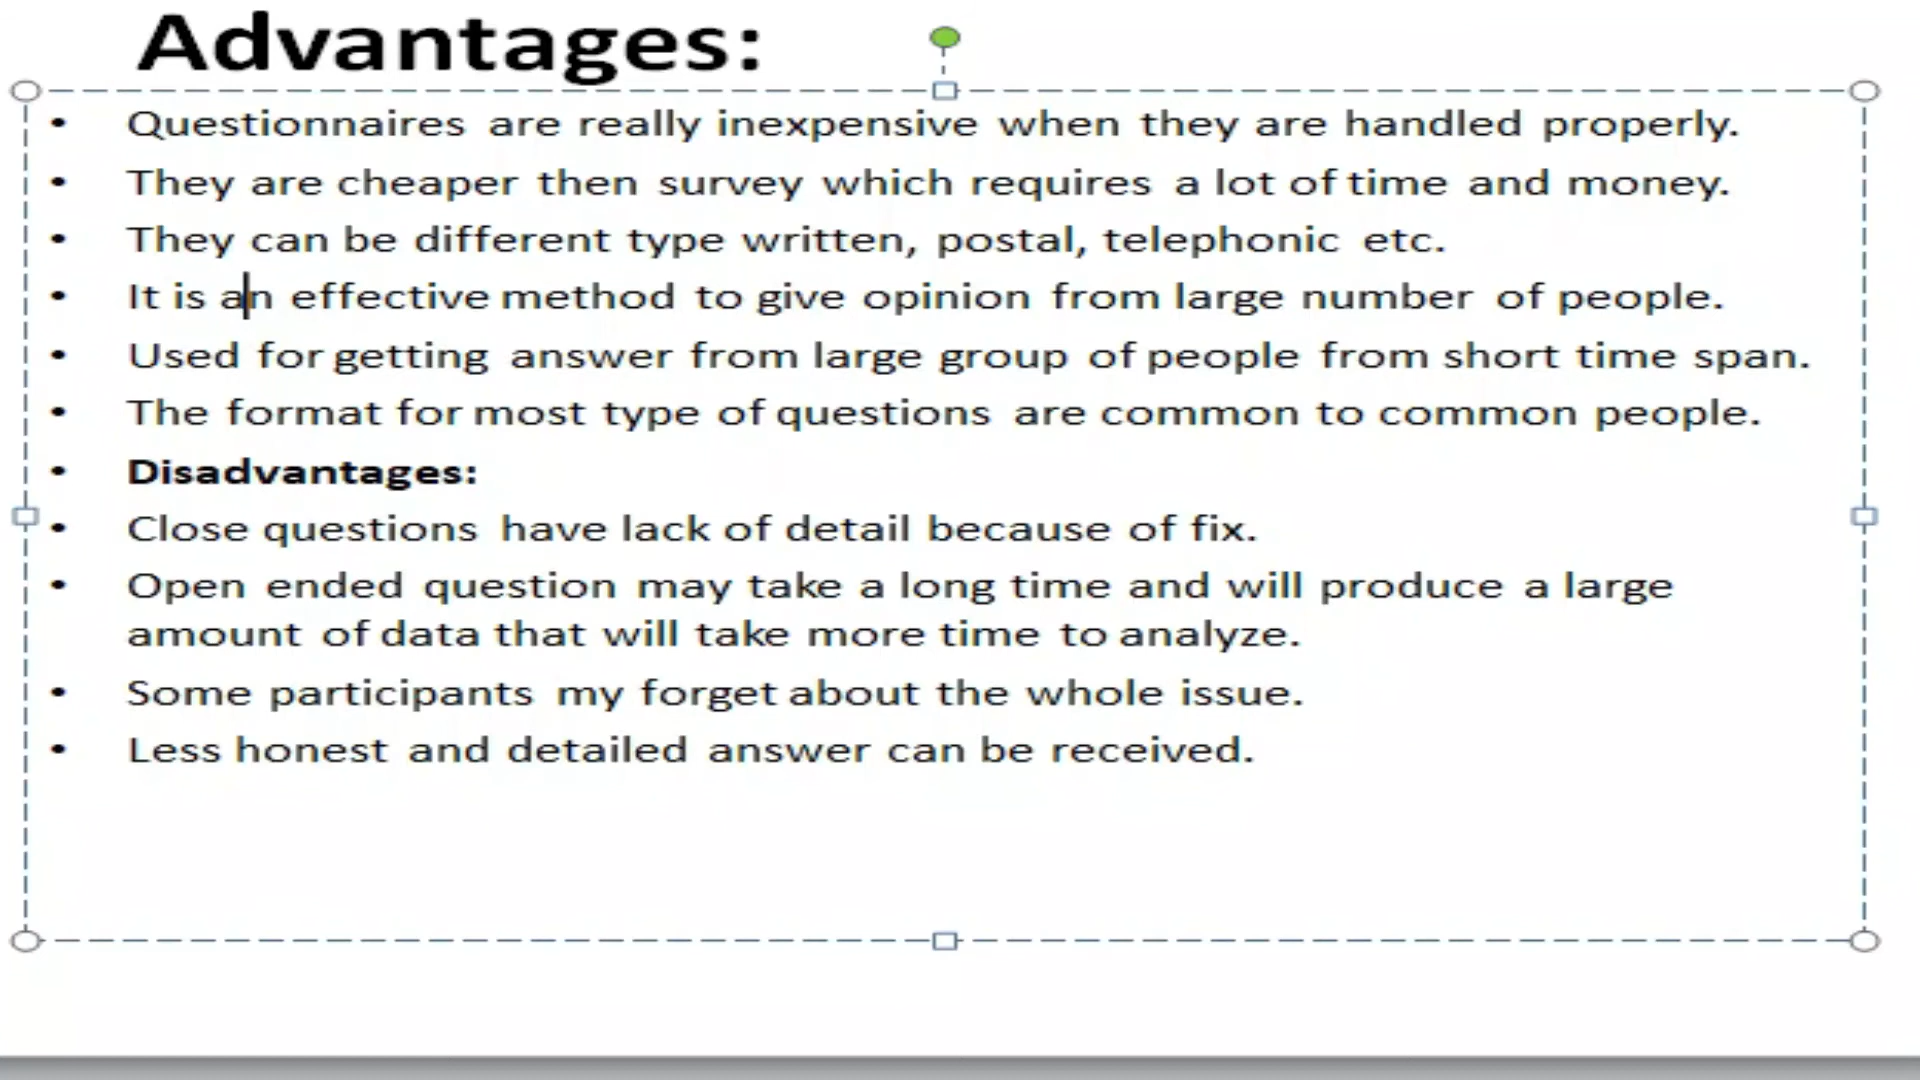 Advantages:
• Questionnaires are really inexpensive when they are handled properly.
• They are cheaper then survey which requires a lot of time and money.
• They can be different type written, postal, telephonic etc.
• It is an effective method to give opinion from large number of people.
• Used for getting answer from large group of people from short time span.
• The format for most type of questions are common to common people.
• Disadvantages:
• Close questions have lack of detail because of fix.
• Open ended question may take a long time and will produce a large
amount of data that will take more time to analyze.
• Some participants my forget about the whole issue.
• Less honest and detailed answer can be received.